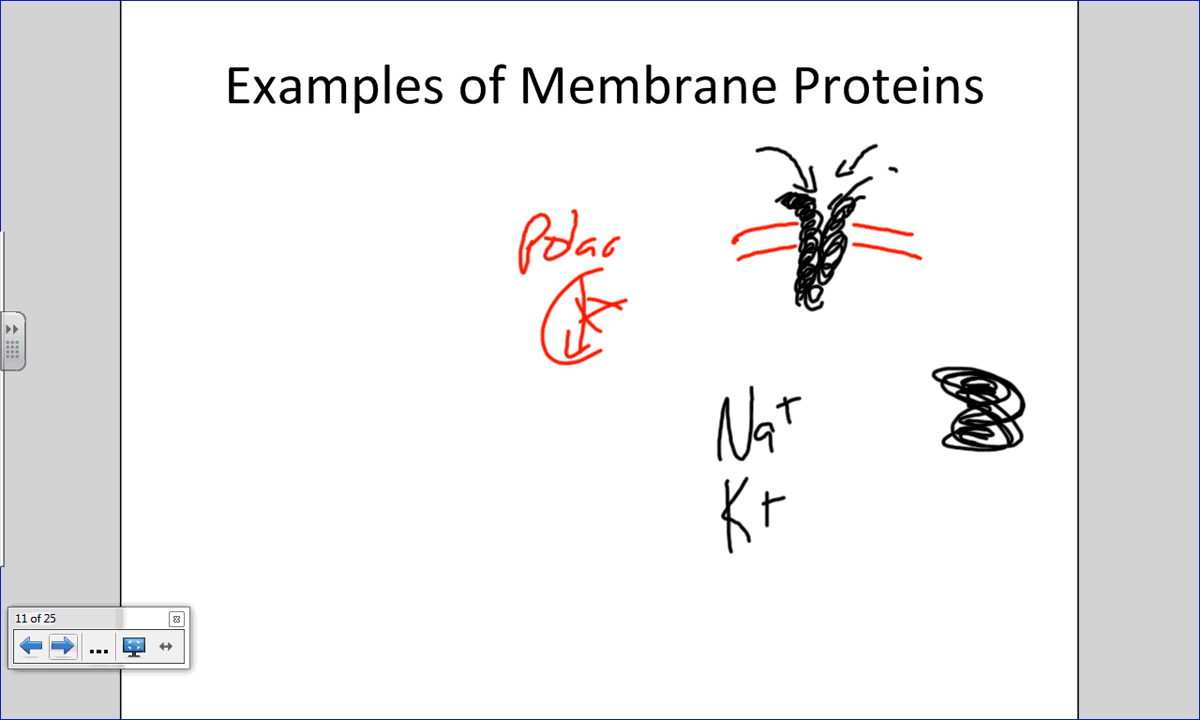 Examples of Membrane Proteins
Polar
Na+
K+
11 of 25
...